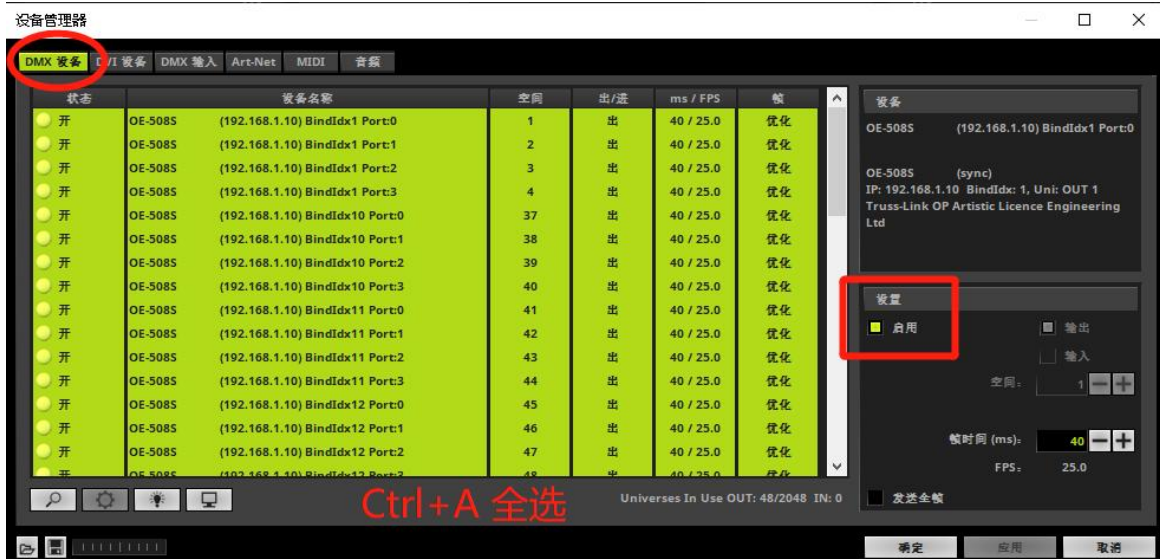 设备管理器
DMX 设备 DVI 设备 DMX 输入 Art-Net MIDI 音频
状态 设备名称 空间 出/进 ms / FPS 帧
开 OE-508S (192.168.1.10) BindIdx1 Port:0 1 出 40 / 25.0 优化
开 OE-508S (192.168.1.10) BindIdx1 Port:1 2 出 40 / 25.0 优化
开 OE-508S (192.168.1.10) BindIdx1 Port:2 3 出 40 / 25.0 优化
开 OE-508S (192.168.1.10) BindIdx1 Port:3 4 出 40 / 25.0 优化
开 OE-508S (192.168.1.10) BindIdx10 Port:0 37 出 40 / 25.0 优化
开 OE-508S (192.168.1.10) BindIdx10 Port:1 38 出 40 / 25.0 优化
开 OE-508S (192.168.1.10) BindIdx10 Port:2 39 出 40 / 25.0 优化
开 OE-508S (192.168.1.10) BindIdx10 Port:3 40 出 40 / 25.0 优化
开 OE-508S (192.168.1.10) BindIdx11 Port:0 41 出 40 / 25.0 优化
开 OE-508S (192.168.1.10) BindIdx11 Port:1 42 出 40 / 25.0 优化
开 OE-508S (192.168.1.10) BindIdx11 Port:2 43 出 40 / 25.0 优化
开 OE-508S (192.168.1.10) BindIdx11 Port:3 44 出 40 / 25.0 优化
开 OE-508S (192.168.1.10) BindIdx12 Port:0 45 出 40 / 25.0 优化
开 OE-508S (192.168.1.10) BindIdx12 Port:1 46 出 40 / 25.0 优化
开 OE-508S (192.168.1.10) BindIdx12 Port:2 47 出 40 / 25.0 优化
开 OE-508S (192.168.1.10) BindIdx12 Port:3 48 出 40 / 25.0 优化
Ctrl+A 全选
Universes In Use OUT: 48/2048 IN: 0
设备
OE-508S (192.168.1.10) BindIdx1 Port:0
OE-508S (sync)
IP: 192.168.1.10 BindIdx: 1, Uni: OUT 1
Truss-Link OP Artistic Licence Engineering
Ltd
设置
启用 输出
输入
空间: 1
帧时间 (ms): 40
FPS: 25.0
发送全帧
确定 应用 取消